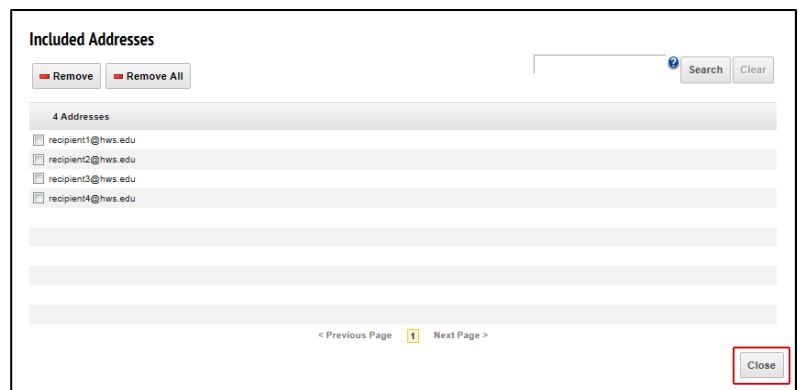 Included Addresses
Remove Remove All ? Search Clear
4 Addresses
recipient1@hws.edu
recipient2@hws.edu
recipient3@hws.edu
recipient4@hws.edu
< Previous Page 1 Next Page >
Close